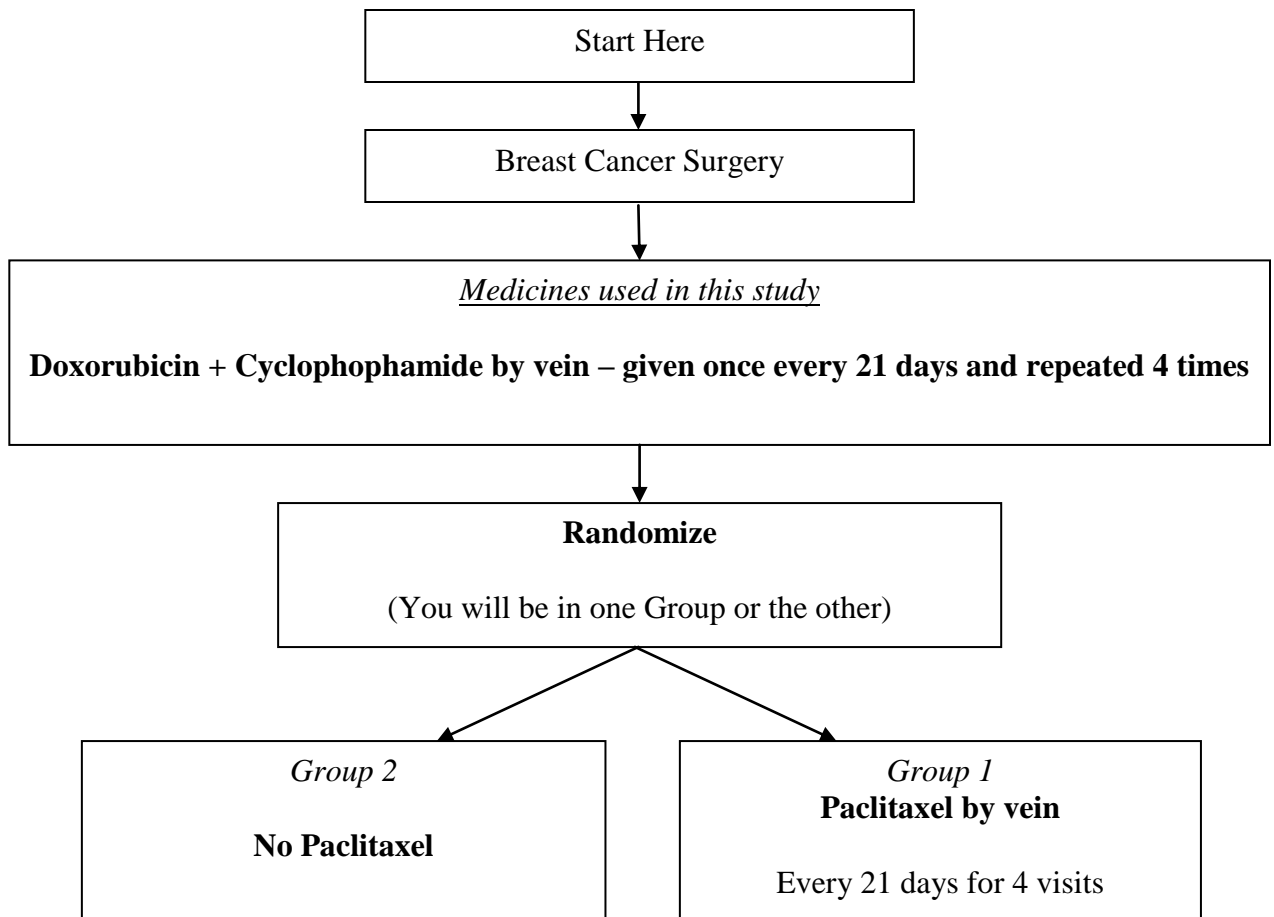 Start Here
Breast Cancer Surgery
Medicines used in this study
Doxorubicin + Cyclophophamide by vein – given once every 21 days and repeated 4 times
Randomize
(You will be in one Group or the other)
Group 2
No Paclitaxel
Group 1
Paclitaxel by vein
Every 21 days for 4 visits